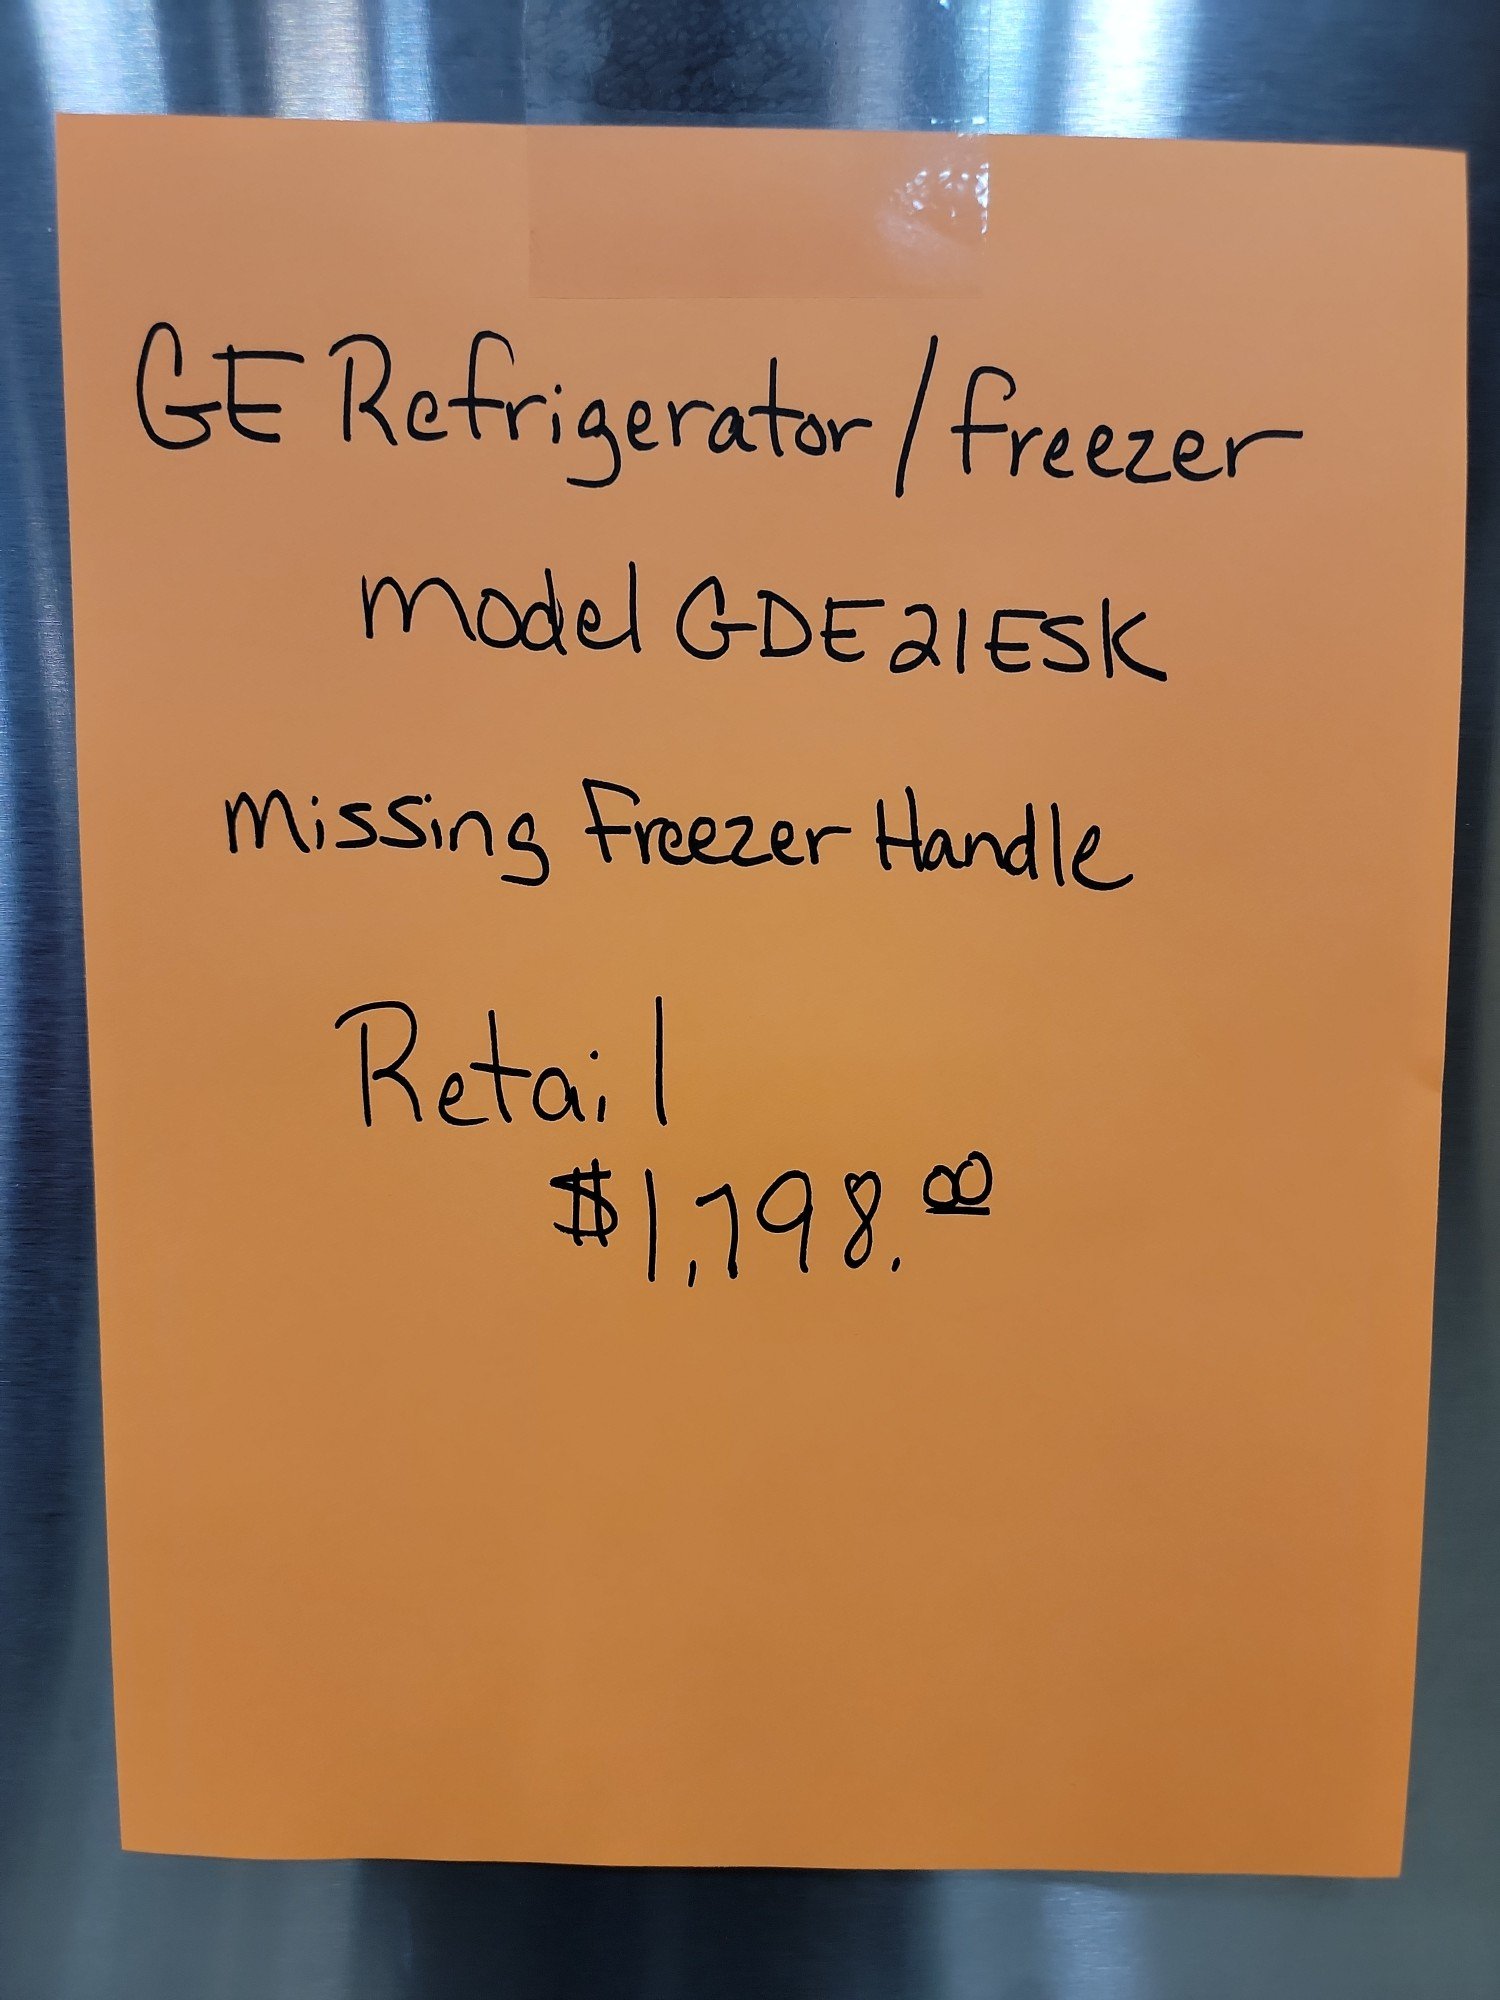 GE Refrigerator/freezer
model GDE21ESK
missing Freezer Handle
Retail
$1,798.00